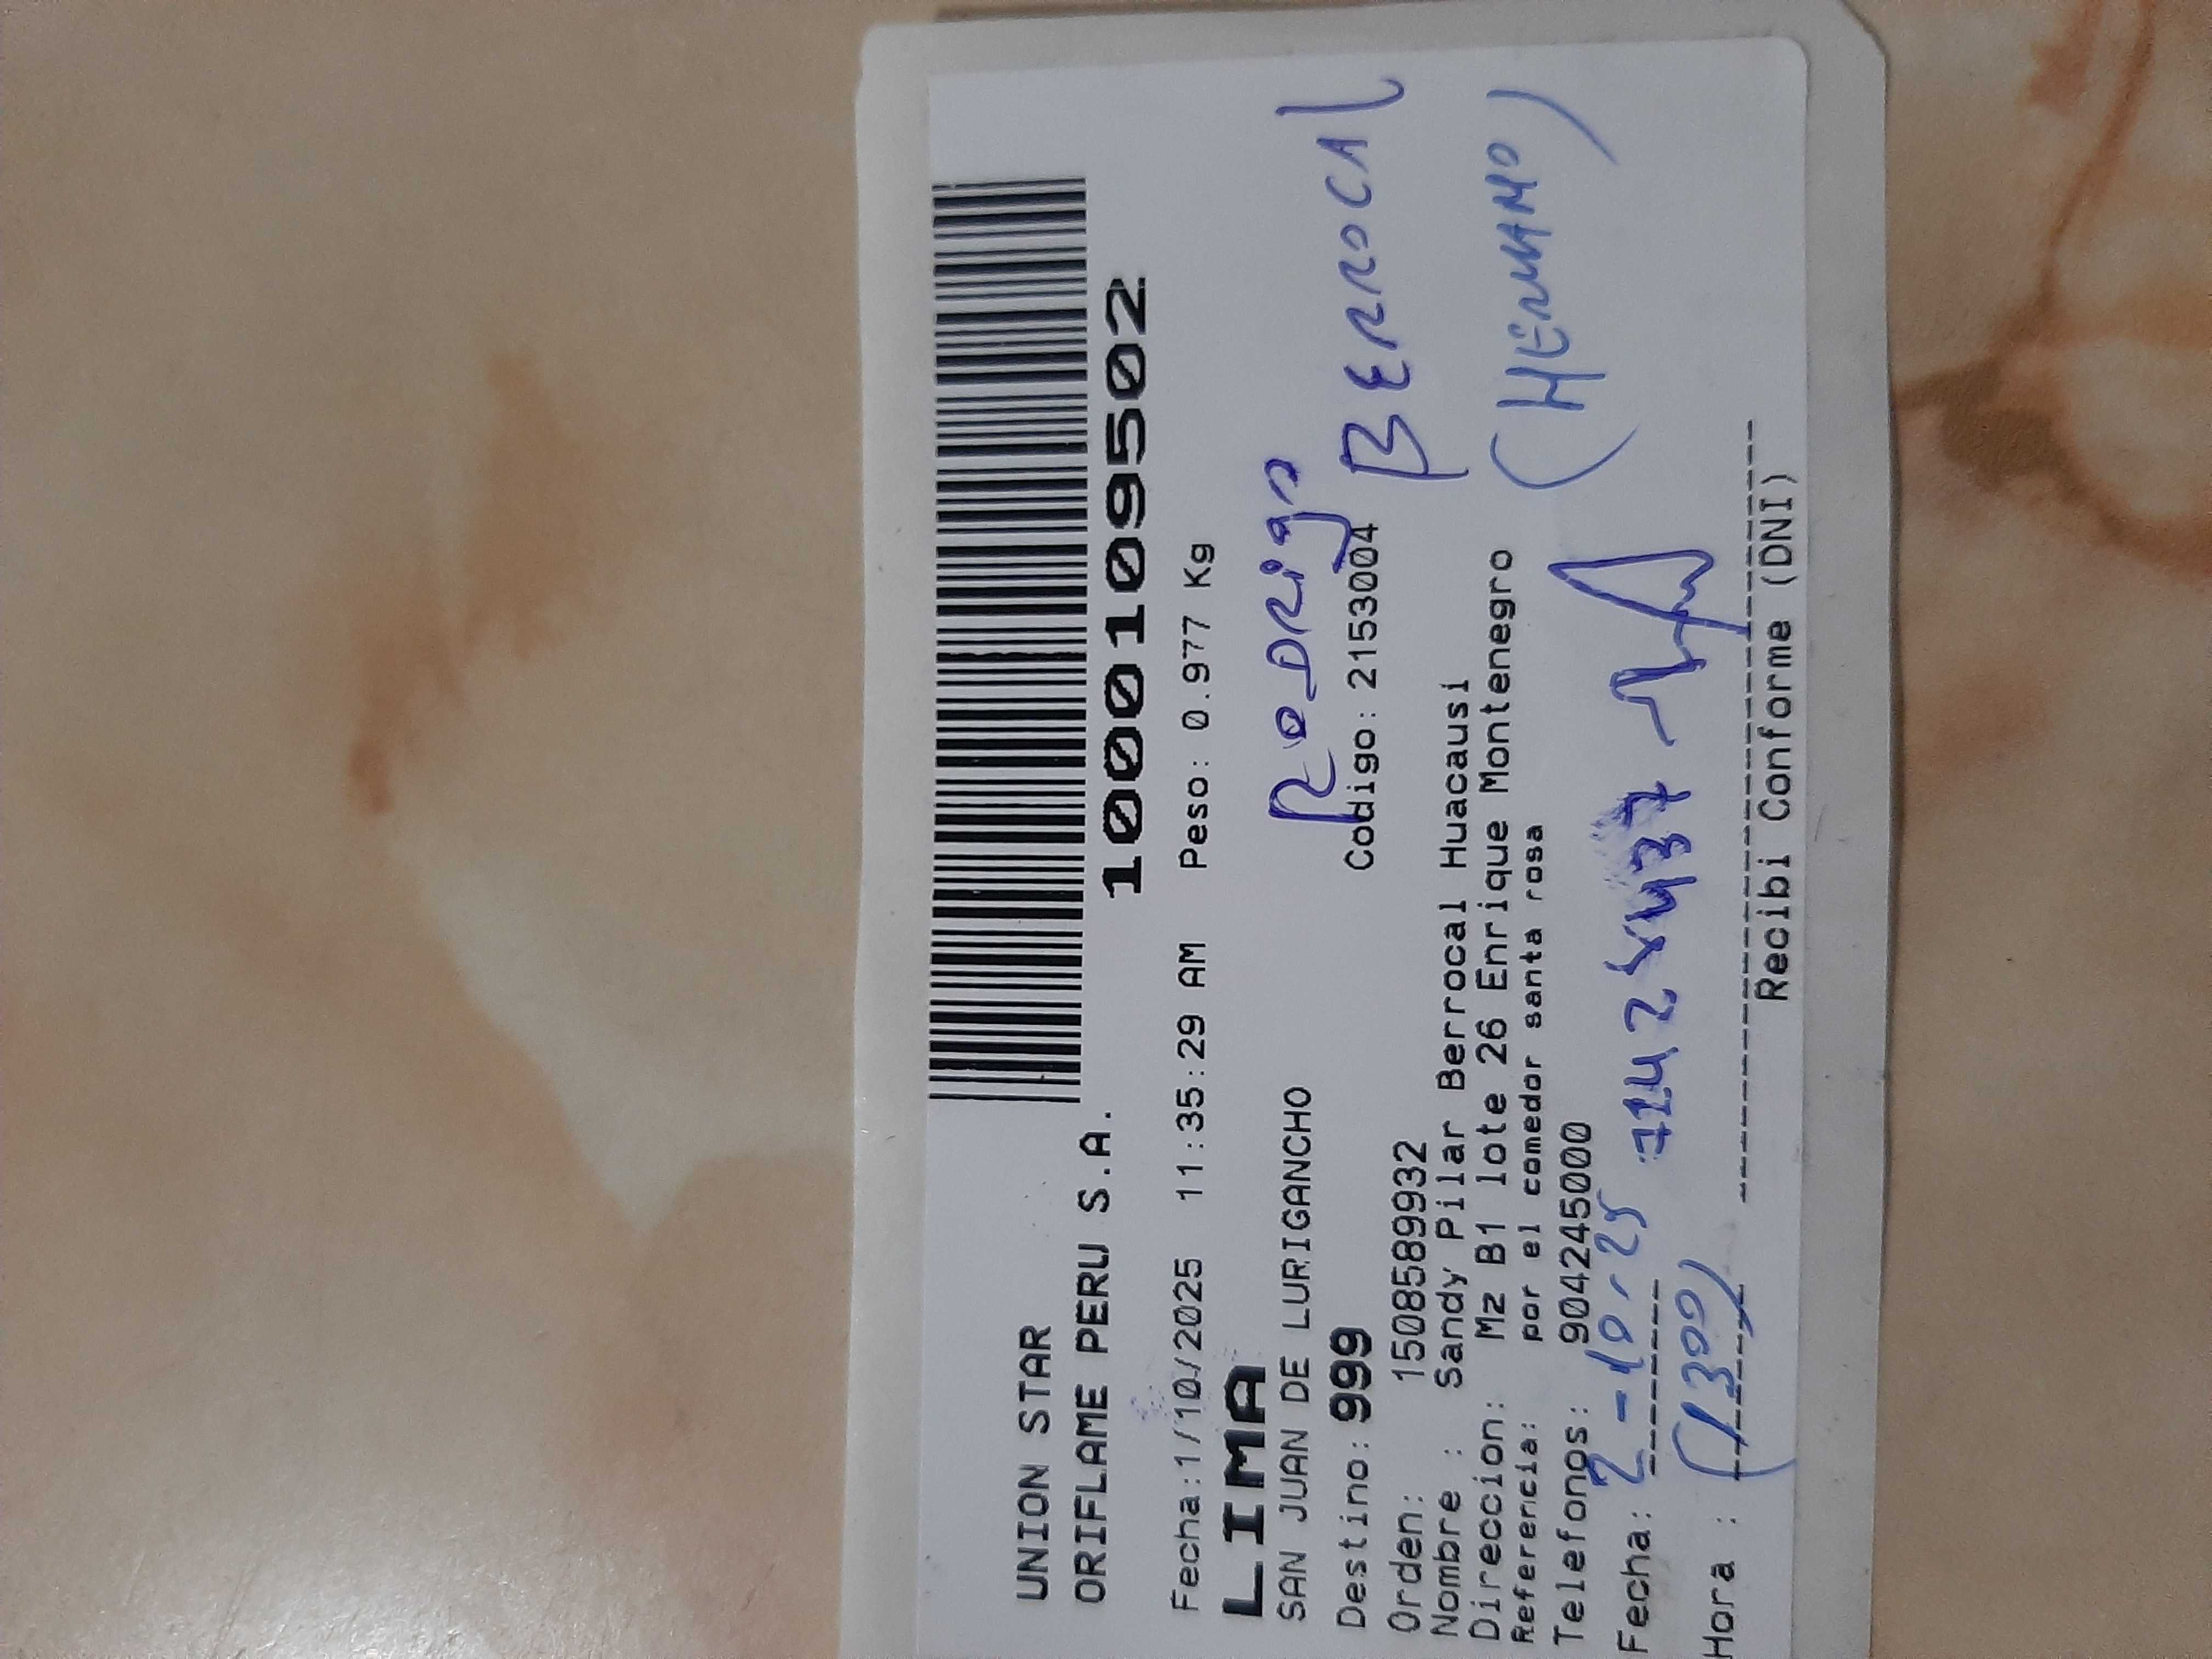 UNION STAR
ORIFLAME PERU S.A.
1000109502
Fecha:1/10/2025 11:35:29 AM Peso: 0.977 Kg
LIMA
SAN JUAN DE LURIGANCHO
RODRigo
Destino: 999 Codigo: 2153004
BERROCAL
Orden: 1508589932
Nombre : Sandy Pilar Berrocal Huacausi
Direccion: Mz B1 lote 26 Enrique Montenegro
(HERMANO)
Referencia: por el comedor santa rosa
Telefonos: 904245000
Fecha: 2-10-25
Hora : (1300)
Recibi Conforme (DNI)